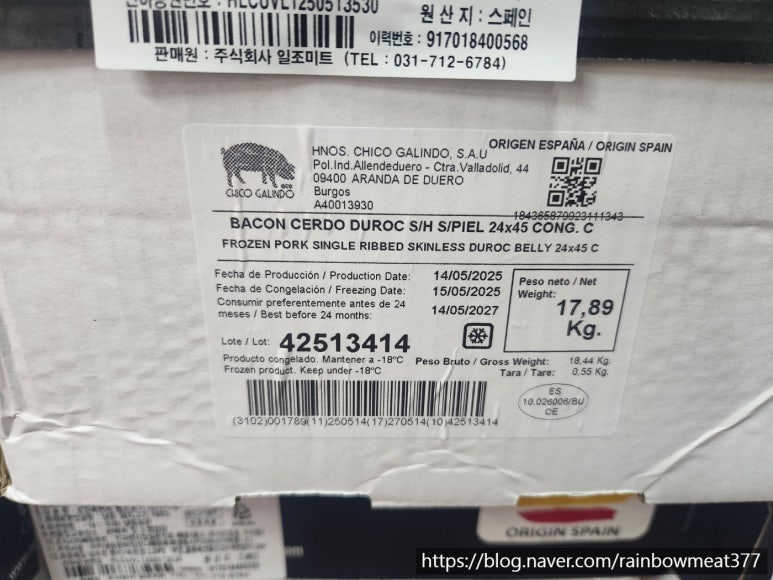 HLCUVL1250513530
원 산 지 : 스페인
이력번호 : 917018400568
판매원 : 주식회사 일조미트 (TEL : 031-712-6784)
CHICO GALINDO
HNOS. CHICO GALINDO, S.A.U
Pol.Ind.Allendeduero - Ctra.Valladolid, 44
09400 ARANDA DE DUERO
Burgos
A40013930
ORIGEN ESPAÑA / ORIGIN SPAIN
BACON CERDO DUROC S/H S/PIEL 24x45 CONG. C
FROZEN PORK SINGLE RIBBED SKINLESS DUROC BELLY 24x45 C
Fecha de Producción / Production Date: 14/05/2025
Fecha de Congelación / Freezing Date: 15/05/2025
Consumir preferentemente antes de 24
meses / Best before 24 months: 14/05/2027
Peso neto / Net
Weight:
17,89
Kg.
Lote / Lot: 42513414
Producto congelado. Mantener a -18ºC
Frozen product. Keep under -18ºC
Peso Bruto / Gross Weight: 18,44 Kg.
Tara / Tare: 0,55 Kg.
(3102)001789(11)250514(17)270514(10)42513414
ES
10.026006/BU
CE
ORIGIN SPAIN
https://blog.naver.com/rainbowmeat377